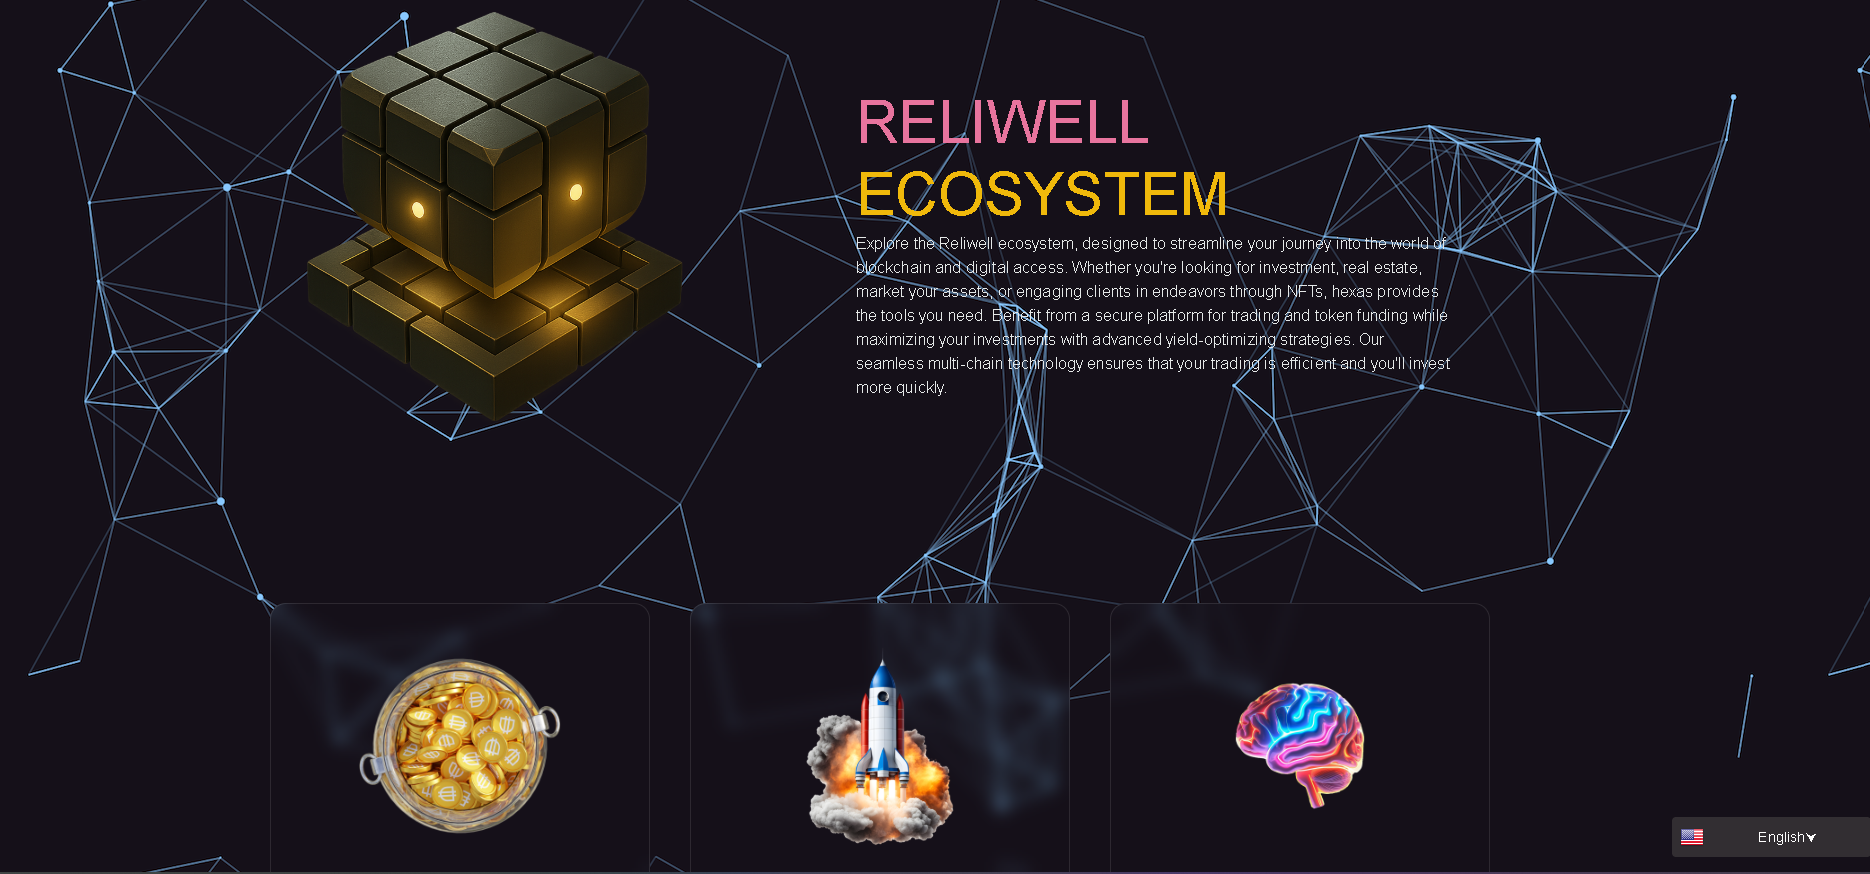 RELIWELL
ECOSYSTEM
Explore the Reliwell ecosystem, designed to streamline your journey into the world of
blockchain and digital access. Whether you're looking for investment, real estate,
market your assets, or engaging clients in endeavors through NFTs, hexas provides
the tools you need. Benefit from a secure platform for trading and token funding while
maximizing your investments with advanced yield-optimizing strategies. Our
seamless multi-chain technology ensures that your trading is efficient and you'll invest
more quickly.
English